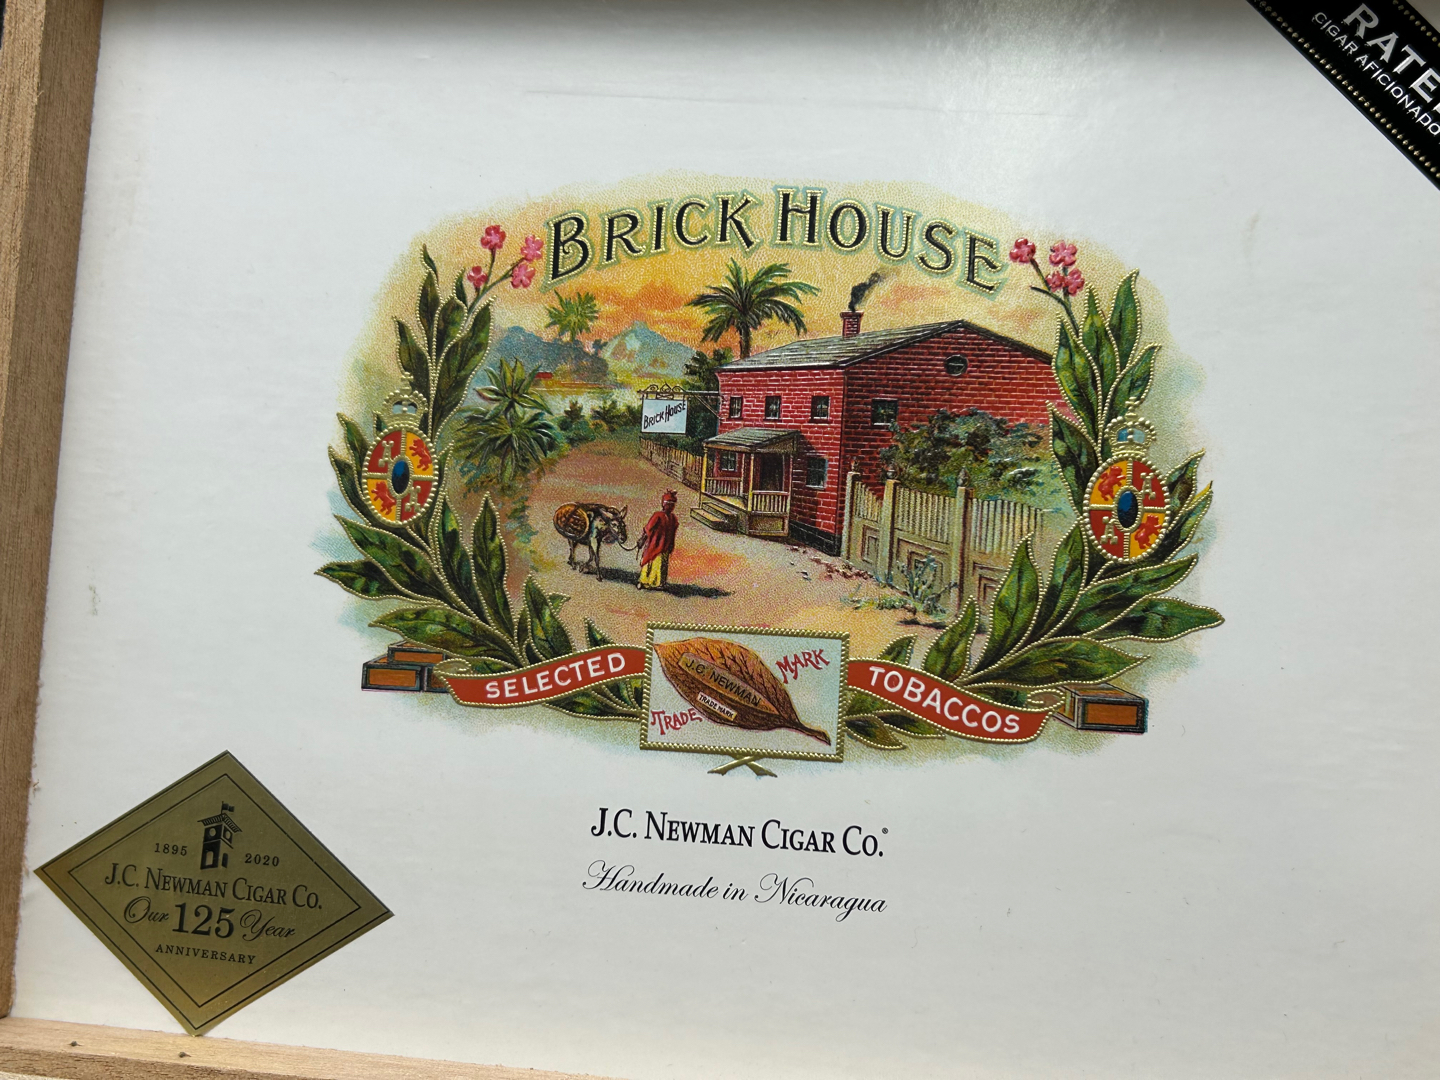 RATED
CIGAR AFICIONADO
BRICK HOUSE
BRICK HOUSE
SELECTED
TRADE
MARK
J.C. NEWMAN
TRADE MARK
TOBACCOS
J.C. NEWMAN CIGAR CO.®
Handmade in Nicaragua
1895 2020
J.C. NEWMAN CIGAR CO.
Our 125 Year
ANNIVERSARY